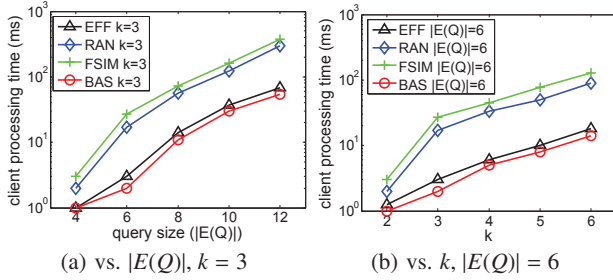 client processing time (ms)
10³
10²
10¹
10⁰
EFF k=3
RAN k=3
FSIM k=3
BAS k=3
4 6 8 10 12
query size (|E(Q)|)
(a) vs. |E(Q)|, k = 3
client processing time (ms)
10³
10²
10¹
10⁰
EFF |E(Q)|=6
RAN |E(Q)|=6
FSIM |E(Q)|=6
BAS |E(Q)|=6
2 3 4 5 6
k
(b) vs. k, |E(Q)| = 6